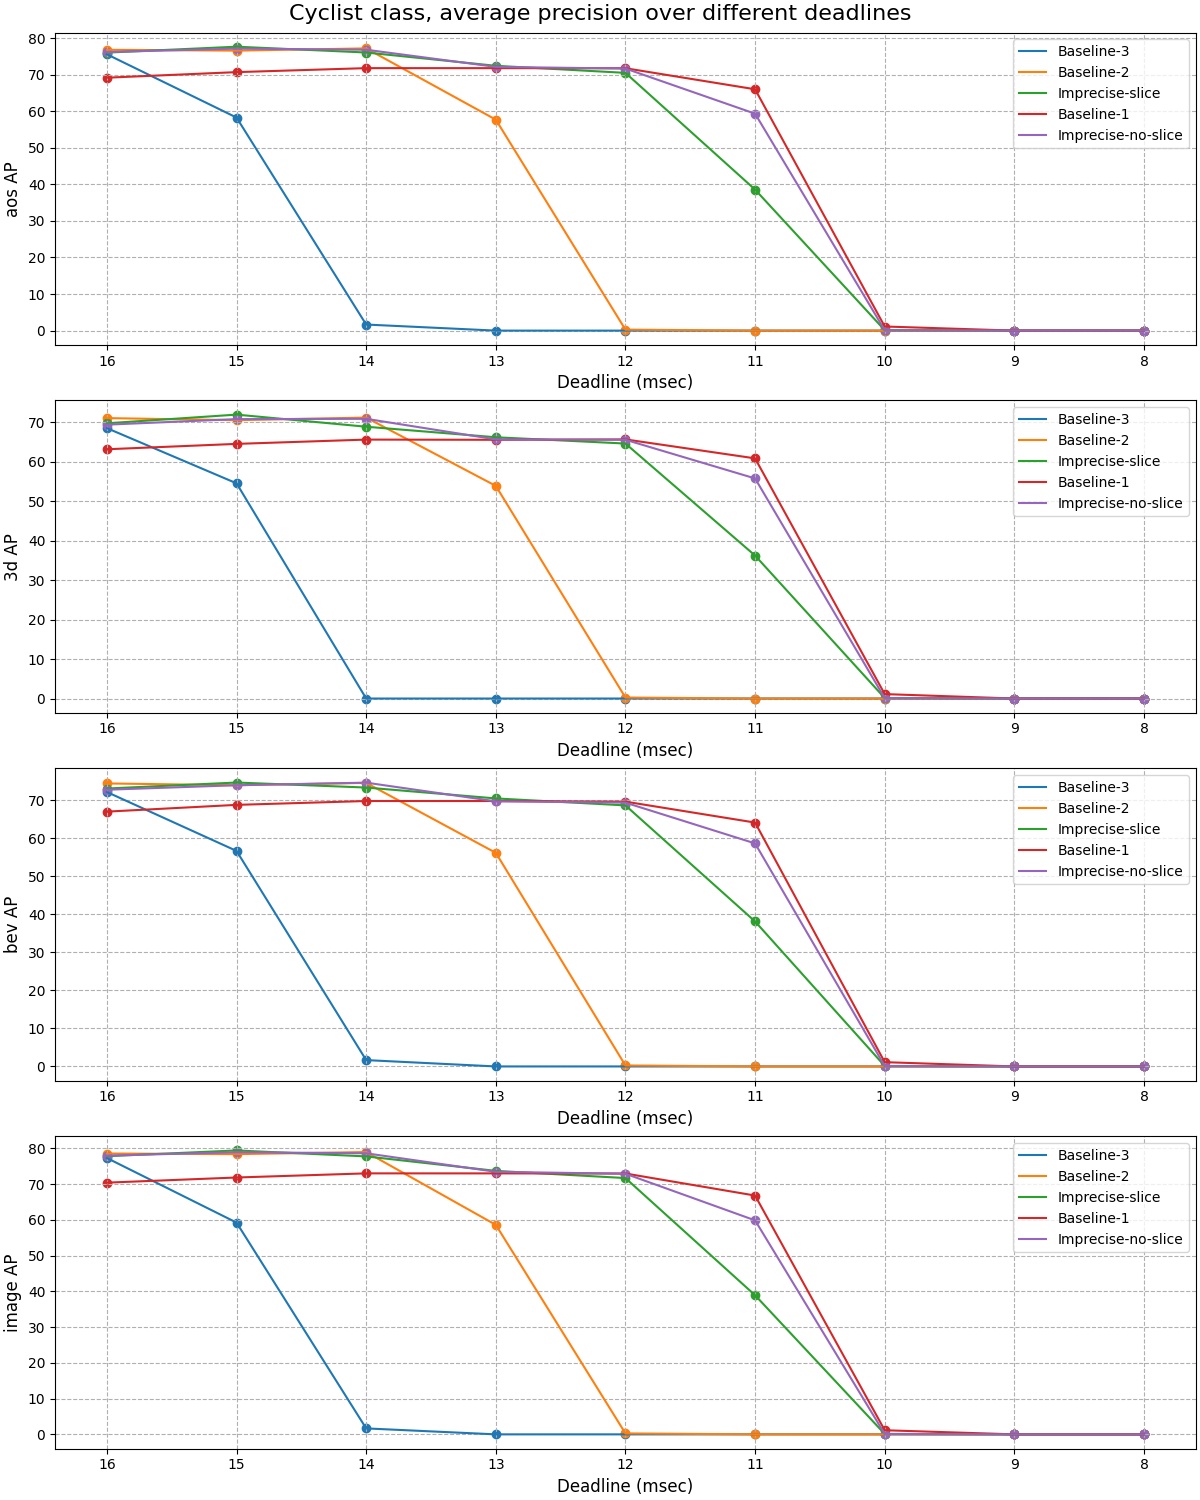 Cyclist class, average precision over different deadlines
80
70
60
50
40
30
20
10
0
aos AP
Baseline-3
Baseline-2
Imprecise-slice
Baseline-1
Imprecise-no-slice
16 15 14 13 12 11 10 9 8
Deadline (msec)
70
60
50
40
30
20
10
0
3d AP
Baseline-3
Baseline-2
Imprecise-slice
Baseline-1
Imprecise-no-slice
16 15 14 13 12 11 10 9 8
Deadline (msec)
70
60
50
40
30
20
10
0
bev AP
Baseline-3
Baseline-2
Imprecise-slice
Baseline-1
Imprecise-no-slice
16 15 14 13 12 11 10 9 8
Deadline (msec)
80
70
60
50
40
30
20
10
0
image AP
Baseline-3
Baseline-2
Imprecise-slice
Baseline-1
Imprecise-no-slice
16 15 14 13 12 11 10 9 8
Deadline (msec)